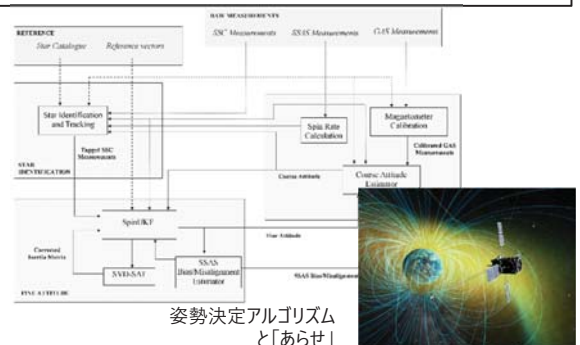 RAW MEASUREMENTS
SSC Measurements SSAS Measurements GAS Measurements
REFERENCE
Star Catalogue Reference vectors
Star Identification
and Tracking
Spin Rate
Calculation
Magnetometer
Calibration
Tagged SSC
Measurements
Calibrated GAS
Measurements
STAR
IDENTIFICATION
Coarse Attitude
Course Attitude
Estimator
SpinUKF
Fine Attitude
Corrected
Inertia Matrix
SVD-SAI
SSAS
Bias/Misalignment
Estimator
SSAS Bias/Misalignment
FINE ATTITUDE
姿勢決定アルゴリズム
と「あらせ」